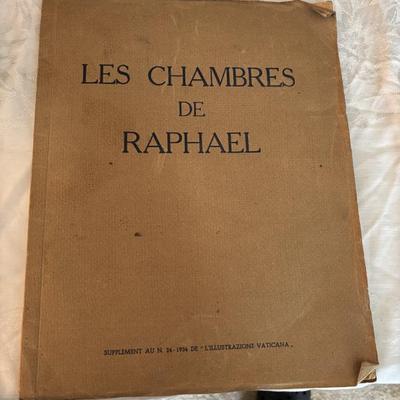 LES CHAMBRES
DE
RAPHAEL
SUPPLEMENT AU N. 24-1934 DE "L'ILLUSTRAZIONE VATICANA„